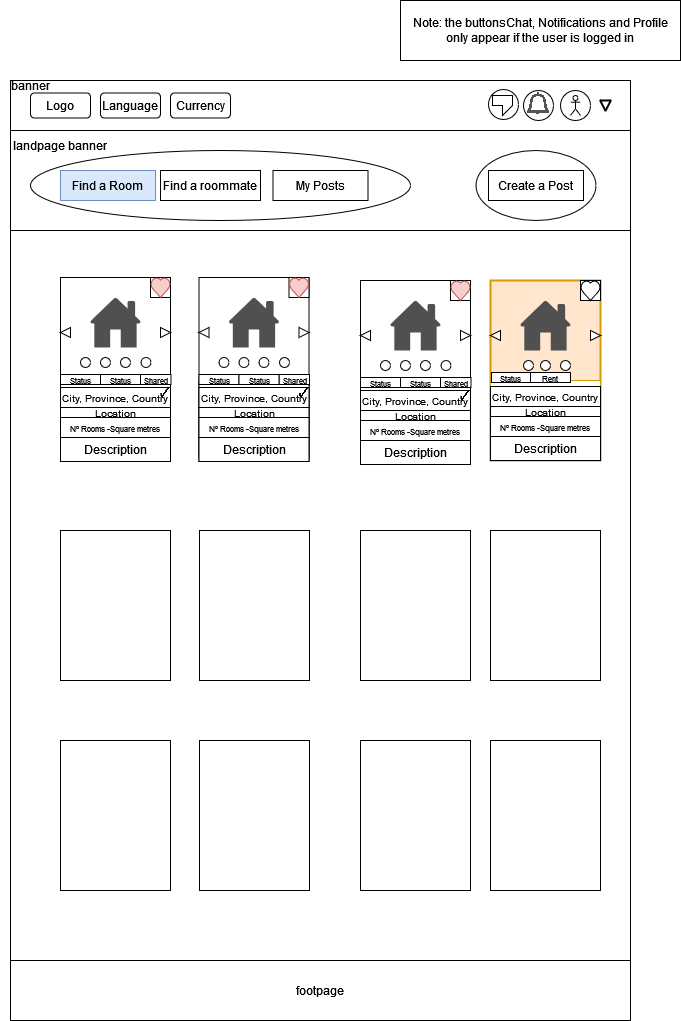 Note: the buttonsChat, Notifications and Profile
only appear if the user is logged in
banner
Logo
Language
Currency
landpage banner
Find a Room
Find a roommate
My Posts
Create a Post
Status Status Shared
City, Province, Country
Location
Nº Rooms -Square metres
Description
Status Status Shared
City, Province, Country
Location
Nº Rooms -Square metres
Description
Status Status Shared
City, Province, Country
Location
Nº Rooms -Square metres
Description
Status Rent
City, Province, Country
Location
Nº Rooms -Square metres
Description
footpage